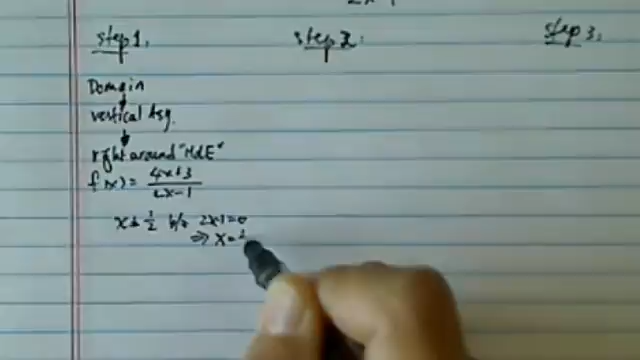 step 1. step 2. step 3.
Domain
↓
vertical Asy.
↓
right around "HLE"
f(x) = 4x+3 / 2x-1
x ≠ 1/2 b/c 2x-1=0
⇒ x =